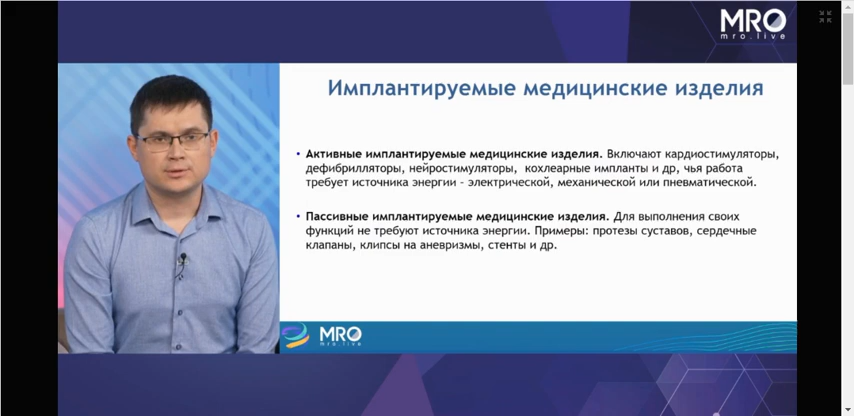 MRO
mro.live
Имплантируемые медицинские изделия
• Активные имплантируемые медицинские изделия. Включают кардиостимуляторы,
дефибрилляторы, нейростимуляторы, кохлеарные импланты и др, чья работа
требует источника энергии – электрической, механической или пневматической.
• Пассивные имплантируемые медицинские изделия. Для выполнения своих
функций не требуют источника энергии. Примеры: протезы суставов, сердечные
клапаны, клипсы на аневризмы, стенты и др.
MRO
mro.live